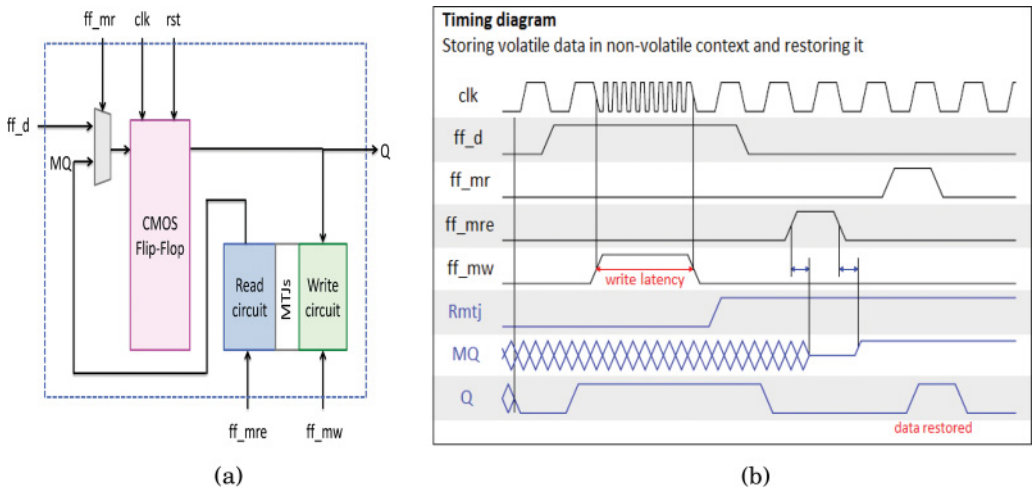 ff_mr clk rst
ff_d
MQ
Q
CMOS
Flip-Flop
Read
circuit
MTJs
Write
circuit
ff_mre ff_mw
(a)
Timing diagram
Storing volatile data in non-volatile context and restoring it
clk
ff_d
ff_mr
ff_mre
ff_mw
write latency
Rmtj
MQ
Q
data restored
(b)